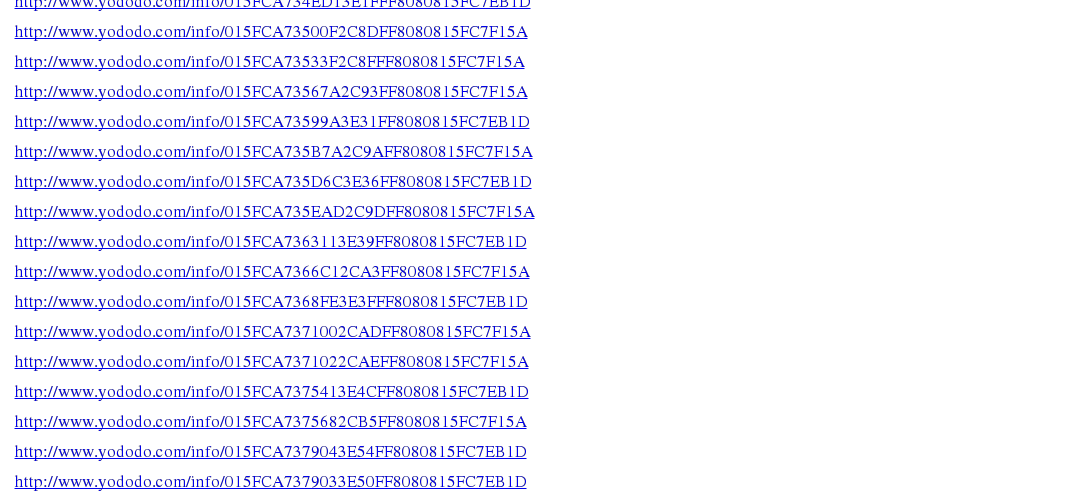 http://www.yododo.com/info/015FCA734ED13E1FFF8080815FC7EB1D
http://www.yododo.com/info/015FCA73500F2C8DFF8080815FC7F15A
http://www.yododo.com/info/015FCA73533F2C8FFF8080815FC7F15A
http://www.yododo.com/info/015FCA73567A2C93FF8080815FC7F15A
http://www.yododo.com/info/015FCA73599A3E31FF8080815FC7EB1D
http://www.yododo.com/info/015FCA735B7A2C9AFF8080815FC7F15A
http://www.yododo.com/info/015FCA735D6C3E36FF8080815FC7EB1D
http://www.yododo.com/info/015FCA735EAD2C9DFF8080815FC7F15A
http://www.yododo.com/info/015FCA7363113E39FF8080815FC7EB1D
http://www.yododo.com/info/015FCA7366C12CA3FF8080815FC7F15A
http://www.yododo.com/info/015FCA7368FE3E3FFF8080815FC7EB1D
http://www.yododo.com/info/015FCA7371002CADFF8080815FC7F15A
http://www.yododo.com/info/015FCA7371022CAEFF8080815FC7F15A
http://www.yododo.com/info/015FCA7375413E4CFF8080815FC7EB1D
http://www.yododo.com/info/015FCA7375682CB5FF8080815FC7F15A
http://www.yododo.com/info/015FCA7379043E54FF8080815FC7EB1D
http://www.yododo.com/info/015FCA7379033E50FF8080815FC7EB1D